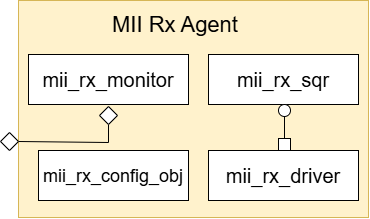 MII Rx Agent
mii_rx_monitor
mii_rx_sqr
mii_rx_config_obj
mii_rx_driver